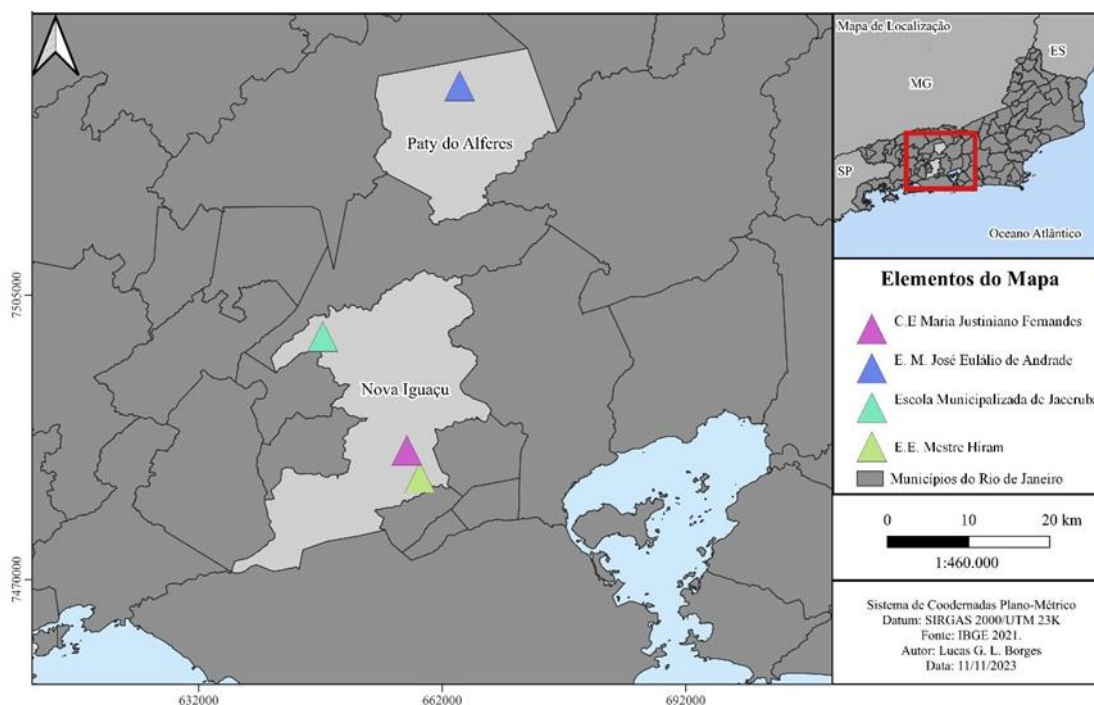 Paty do Alferes
Nova Iguaçu
7505000
7470000
632000
662000
692000
Mapa de Localização
ES
MG
SP
Oceano Atlântico
Elementos do Mapa
C.E Maria Justiniano Fernandes
E. M. José Eulálio de Andrade
Escola Municipalizada de Jaceruba
E.E. Mestre Hiram
Municípios do Rio de Janeiro
0 10 20 km
1:460.000
Sistema de Coodernadas Plano-Métrico
Datum: SIRGAS 2000/UTM 23K
Fonte: IBGE 2021.
Autor: Lucas G. L. Borges
Data: 11/11/2023